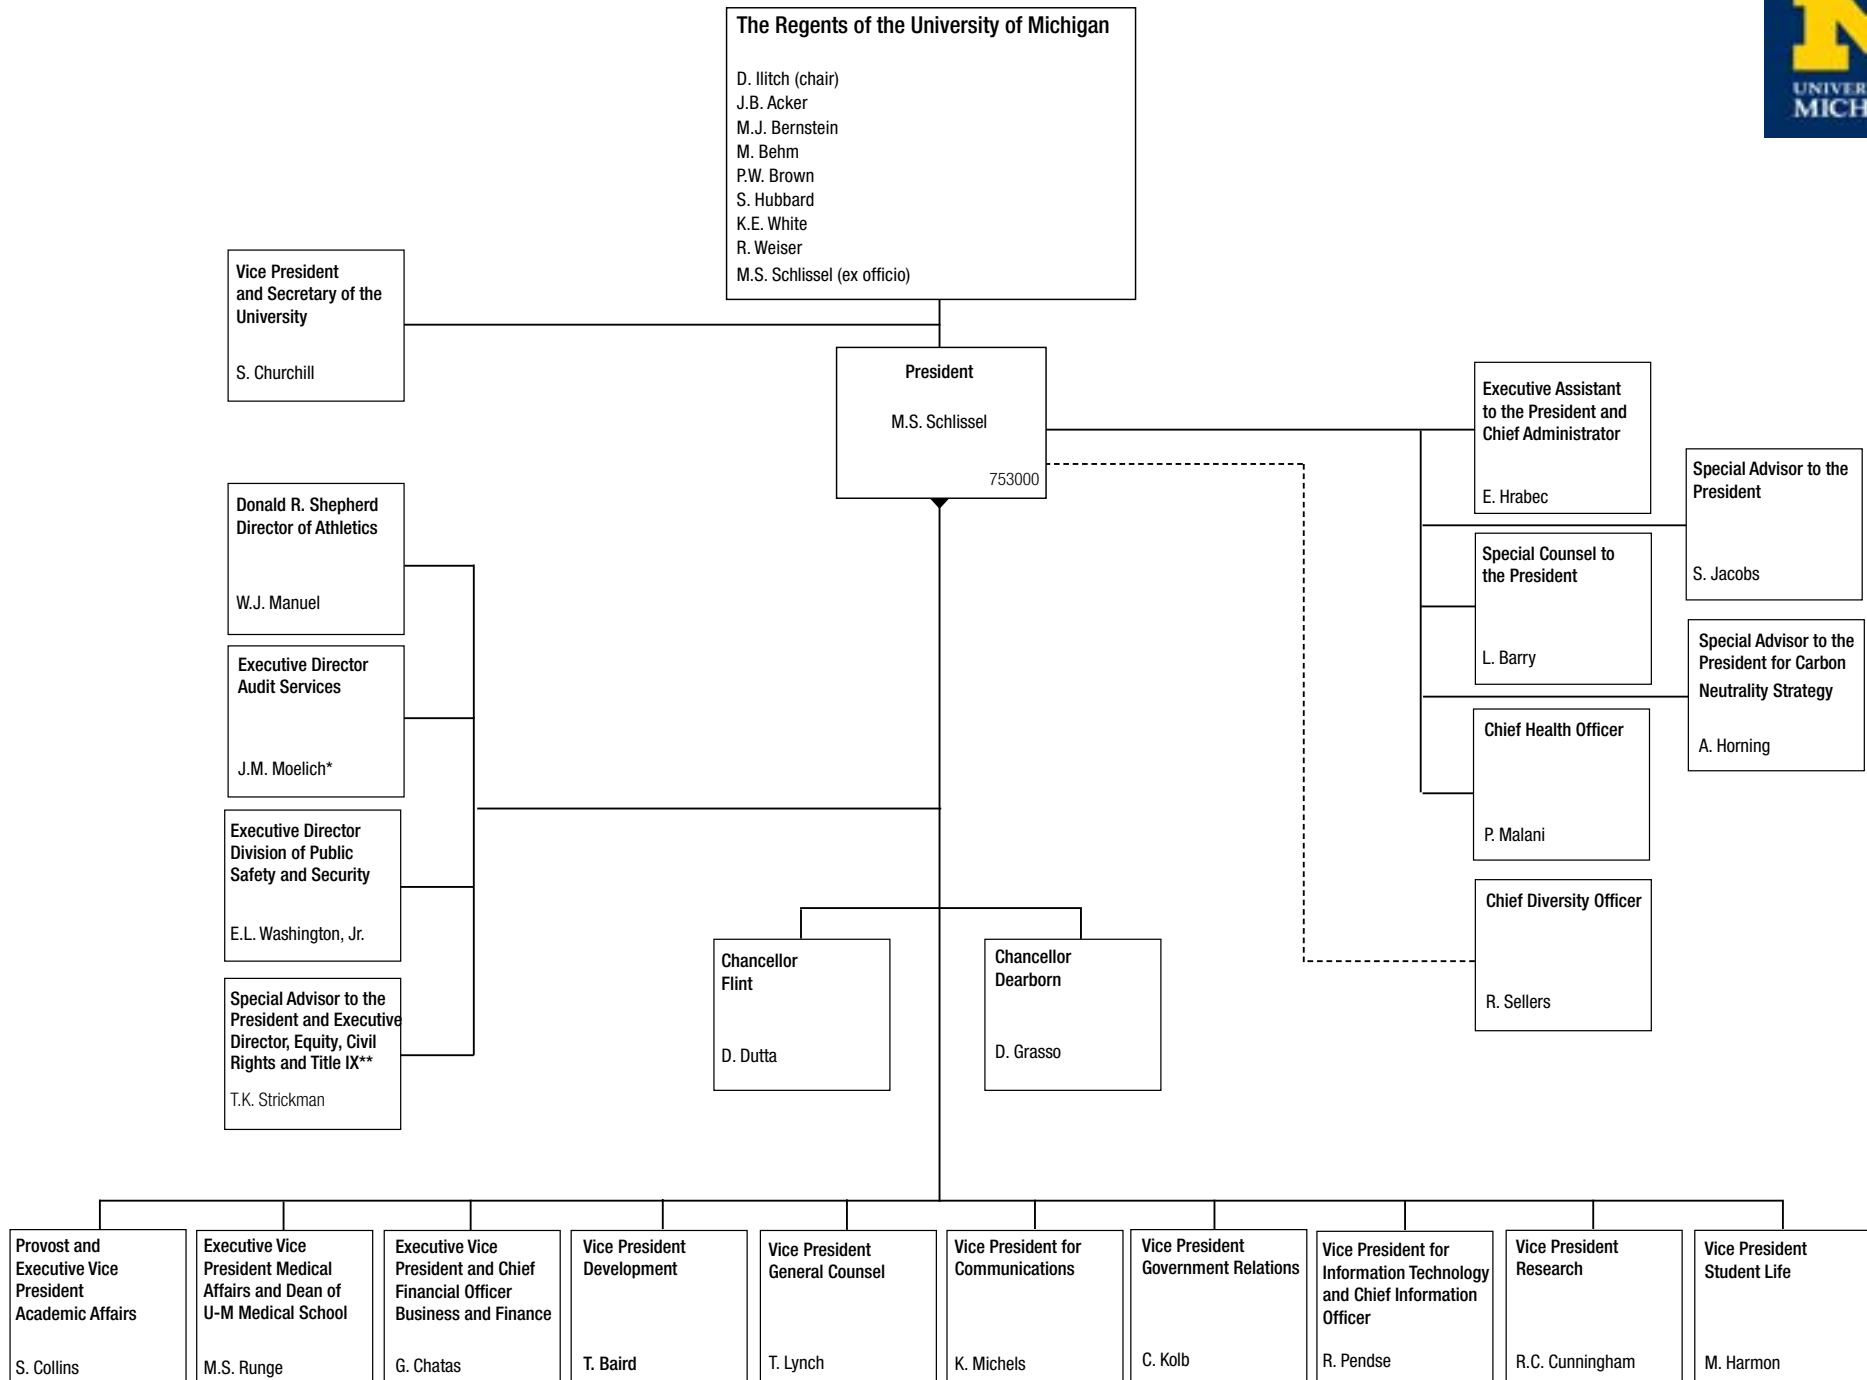 The Regents of the University of Michigan
D. Ilitch (chair)
J.B. Acker
M.J. Bernstein
M. Behm
P.W. Brown
S. Hubbard
K.E. White
R. Weiser
M.S. Schlissel (ex officio)
Vice President
and Secretary of the
University
S. Churchill
President
M.S. Schlissel
753000
Executive Assistant
to the President and
Chief Administrator
E. Hrabec
Special Advisor to the
President
S. Jacobs
Donald R. Shepherd
Director of Athletics
W.J. Manuel
Special Counsel to
the President
L. Barry
Special Advisor to the
President for Carbon
Neutrality Strategy
A. Horning
Executive Director
Audit Services
J.M. Moelich*
Chief Health Officer
P. Malani
Executive Director
Division of Public
Safety and Security
E.L. Washington, Jr.
Chief Diversity Officer
R. Sellers
Special Advisor to the
President and Executive
Director, Equity, Civil
Rights and Title IX**
T.K. Strickman
Chancellor
Flint
D. Dutta
Chancellor
Dearborn
D. Grasso
Provost and
Executive Vice
President
Academic Affairs
S. Collins
Executive Vice
President Medical
Affairs and Dean of
U-M Medical School
M.S. Runge
Executive Vice
President and Chief
Financial Officer
Business and Finance
G. Chatas
Vice President
Development
T. Baird
Vice President
General Counsel
T. Lynch
Vice President for
Communications
K. Michels
Vice President
Government Relations
C. Kolb
Vice President for
Information Technology
and Chief Information
Officer
R. Pendse
Vice President
Research
R.C. Cunningham
Vice President
Student Life
M. Harmon